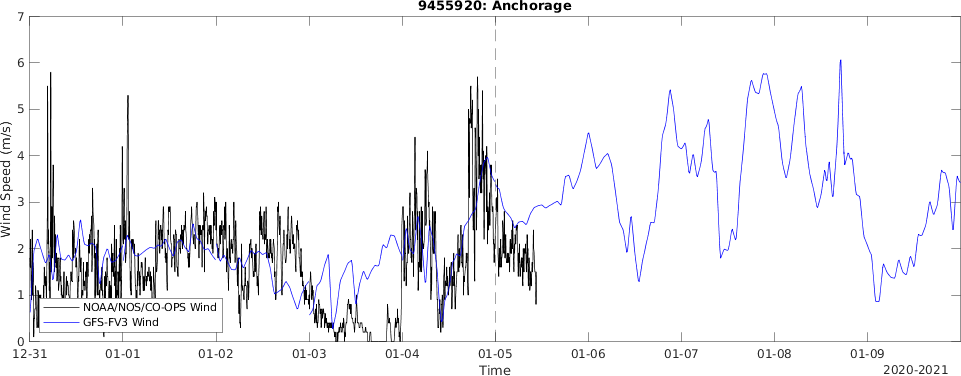 9455920: Anchorage
7
6
5
4
3
2
1
0
Wind Speed (m/s)
NOAA/NOS/CO-OPS Wind
GFS-FV3 Wind
12-31 01-01 01-02 01-03 01-04 01-05 01-06 01-07 01-08 01-09
Time
2020-2021